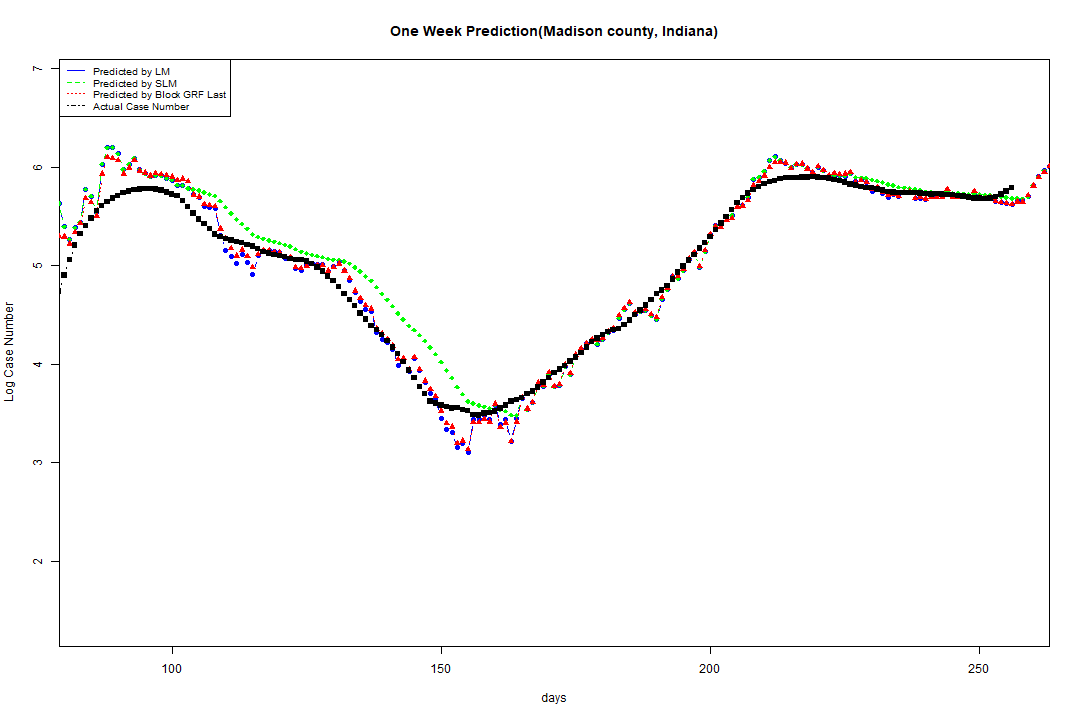 One Week Prediction(Madison county, Indiana)
Predicted by LM
Predicted by SLM
Predicted by Block GRF Last
Actual Case Number
7
6
5
4
3
2
Log Case Number
100 150 200 250
days